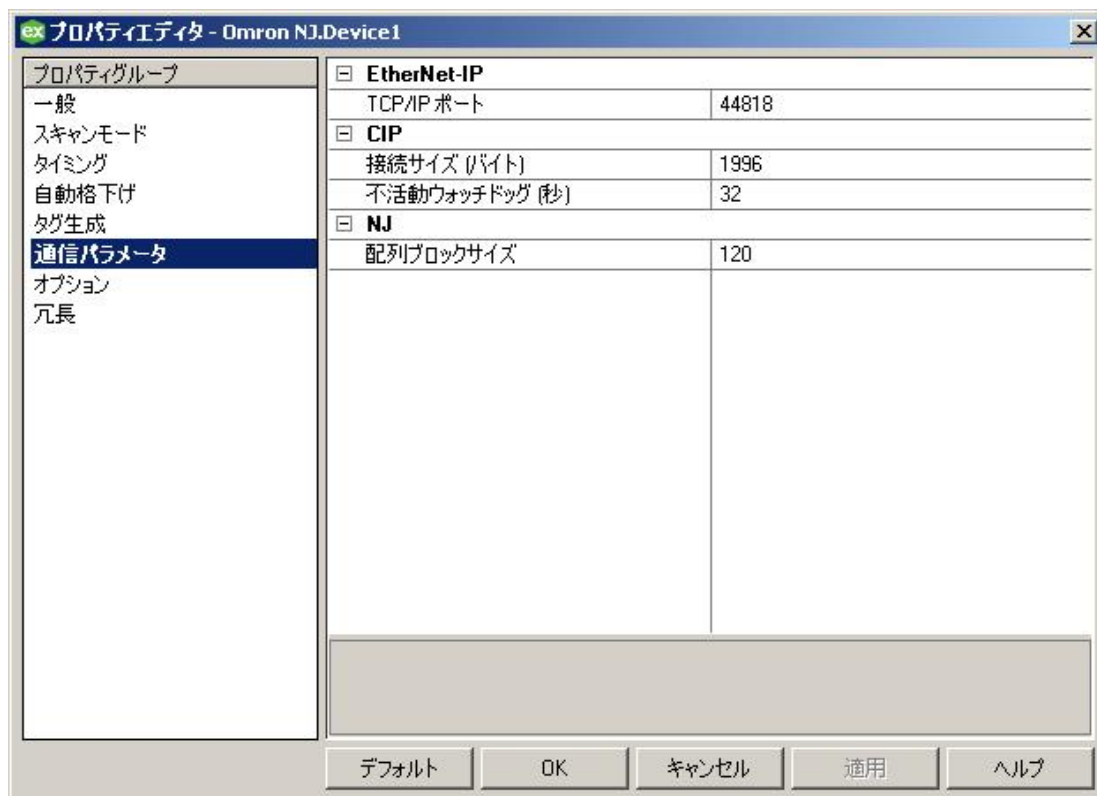 ex プロパティエディタ - Omron NJ.Device1
プロパティグループ
一般
スキャンモード
タイミング
自動格下げ
タグ生成
通信パラメータ
オプション
冗長
EtherNet-IP
TCP/IP ポート 44818
CIP
接続サイズ (バイト) 1996
不活動ウォッチドッグ (秒) 32
NJ
配列ブロックサイズ 120
デフォルト OK キャンセル 適用 ヘルプ